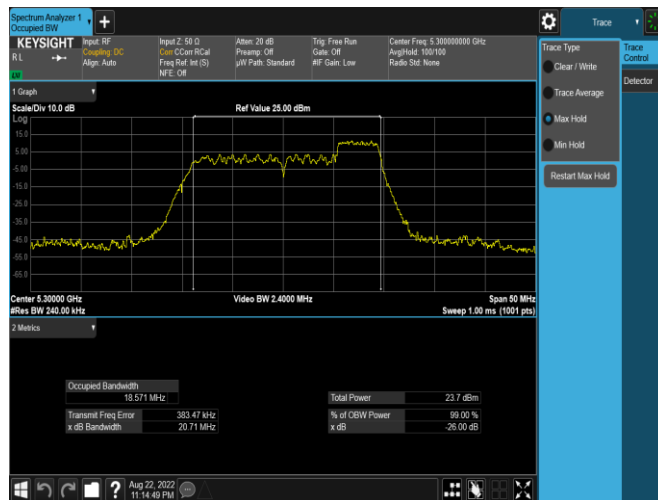 Spectrum Analyzer 1
Occupied BW
KEYSIGHT
R L
LV
Input: RF
Coupling: DC
Align: Auto
Input Z: 50 Ω
Corr CCorr RCal
Freq Ref: Int (S)
NFE: Off
Atten: 20 dB
Preamp: Off
µW Path: Standard
Trig: Free Run
Gate: Off
#IF Gain: Low
Center Freq: 5.300000000 GHz
Avg|Hold: 100/100
Radio Std: None
1 Graph
Scale/Div 10.0 dB
Ref Value 25.00 dBm
Log
15.0
5.00
-5.00
-15.0
-25.0
-35.0
-45.0
-55.0
-65.0
Center 5.30000 GHz
Video BW 2.4000 MHz
Span 50 MHz
#Res BW 240.00 kHz
Sweep 1.00 ms (1001 pts)
2 Metrics
Occupied Bandwidth
18.571 MHz
Total Power 23.7 dBm
Transmit Freq Error 383.47 kHz
% of OBW Power 99.00 %
x dB Bandwidth 20.71 MHz
x dB -26.00 dB
Aug 22, 2022
11:14:49 PM
Trace
Trace Type
Clear / Write
Trace Average
Max Hold
Min Hold
Restart Max Hold
Trace
Control
Detector